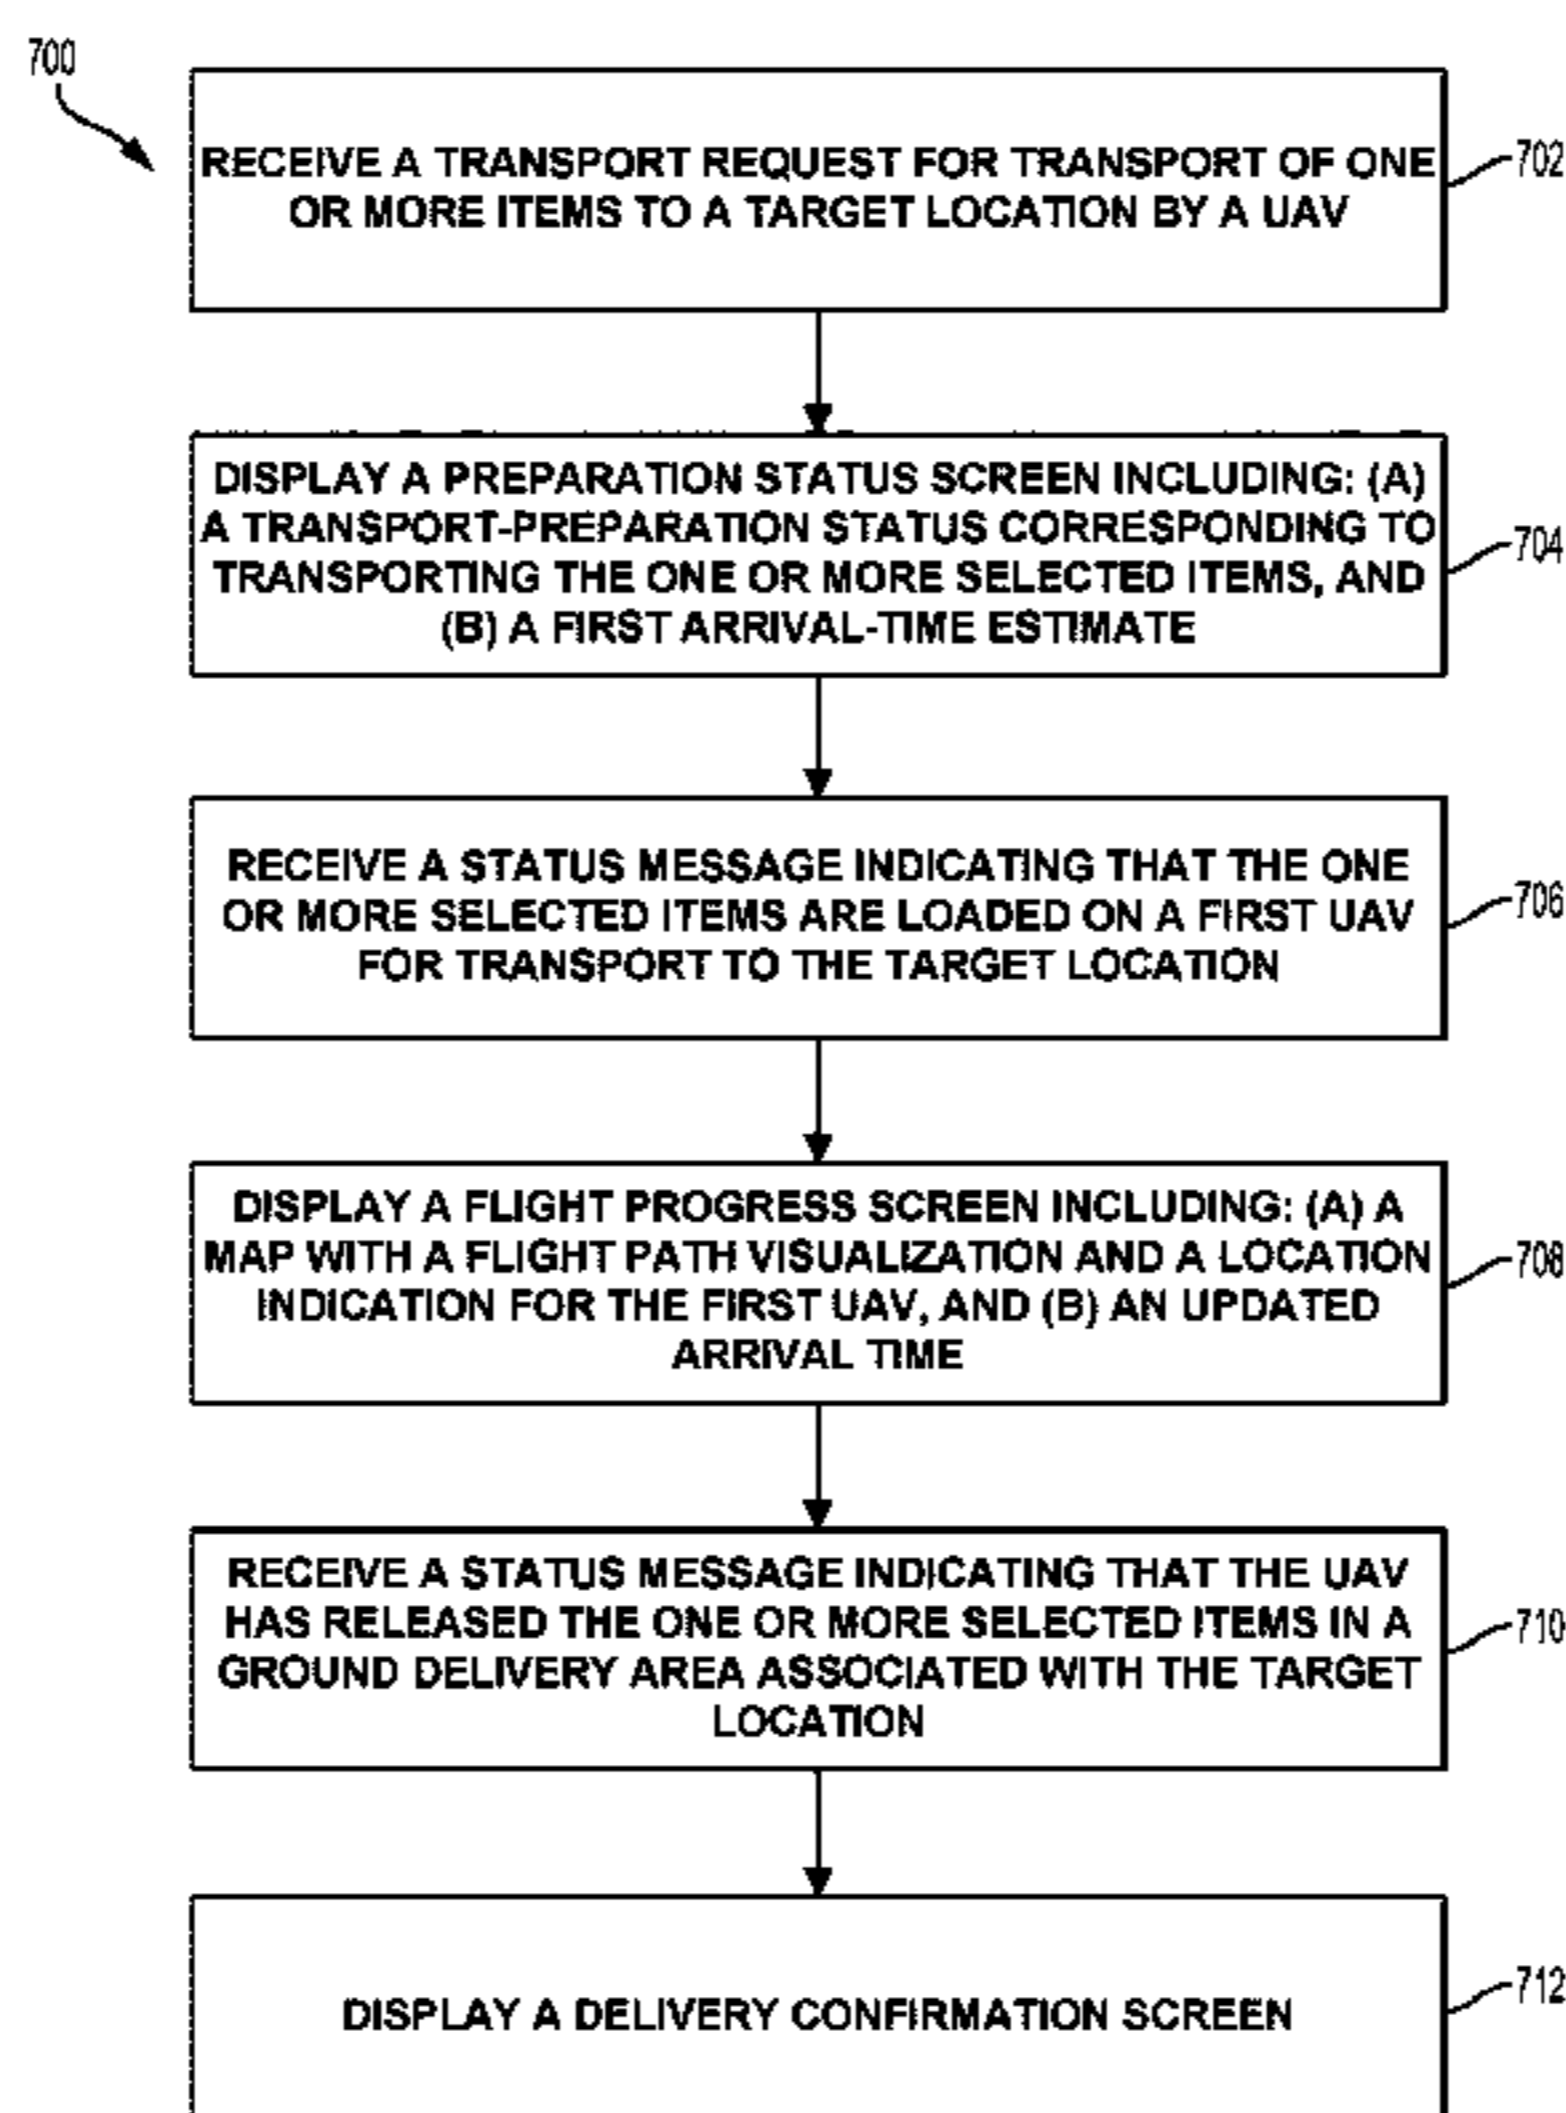 700
RECEIVE A TRANSPORT REQUEST FOR TRANSPORT OF ONE
OR MORE ITEMS TO A TARGET LOCATION BY A UAV
702
DISPLAY A PREPARATION STATUS SCREEN INCLUDING: (A)
A TRANSPORT-PREPARATION STATUS CORRESPONDING TO
TRANSPORTING THE ONE OR MORE SELECTED ITEMS, AND
(B) A FIRST ARRIVAL-TIME ESTIMATE
704
RECEIVE A STATUS MESSAGE INDICATING THAT THE ONE
OR MORE SELECTED ITEMS ARE LOADED ON A FIRST UAV
FOR TRANSPORT TO THE TARGET LOCATION
706
DISPLAY A FLIGHT PROGRESS SCREEN INCLUDING: (A) A
MAP WITH A FLIGHT PATH VISUALIZATION AND A LOCATION
INDICATION FOR THE FIRST UAV, AND (B) AN UPDATED
ARRIVAL TIME
708
RECEIVE A STATUS MESSAGE INDICATING THAT THE UAV
HAS RELEASED THE ONE OR MORE SELECTED ITEMS IN A
GROUND DELIVERY AREA ASSOCIATED WITH THE TARGET
LOCATION
710
DISPLAY A DELIVERY CONFIRMATION SCREEN
712